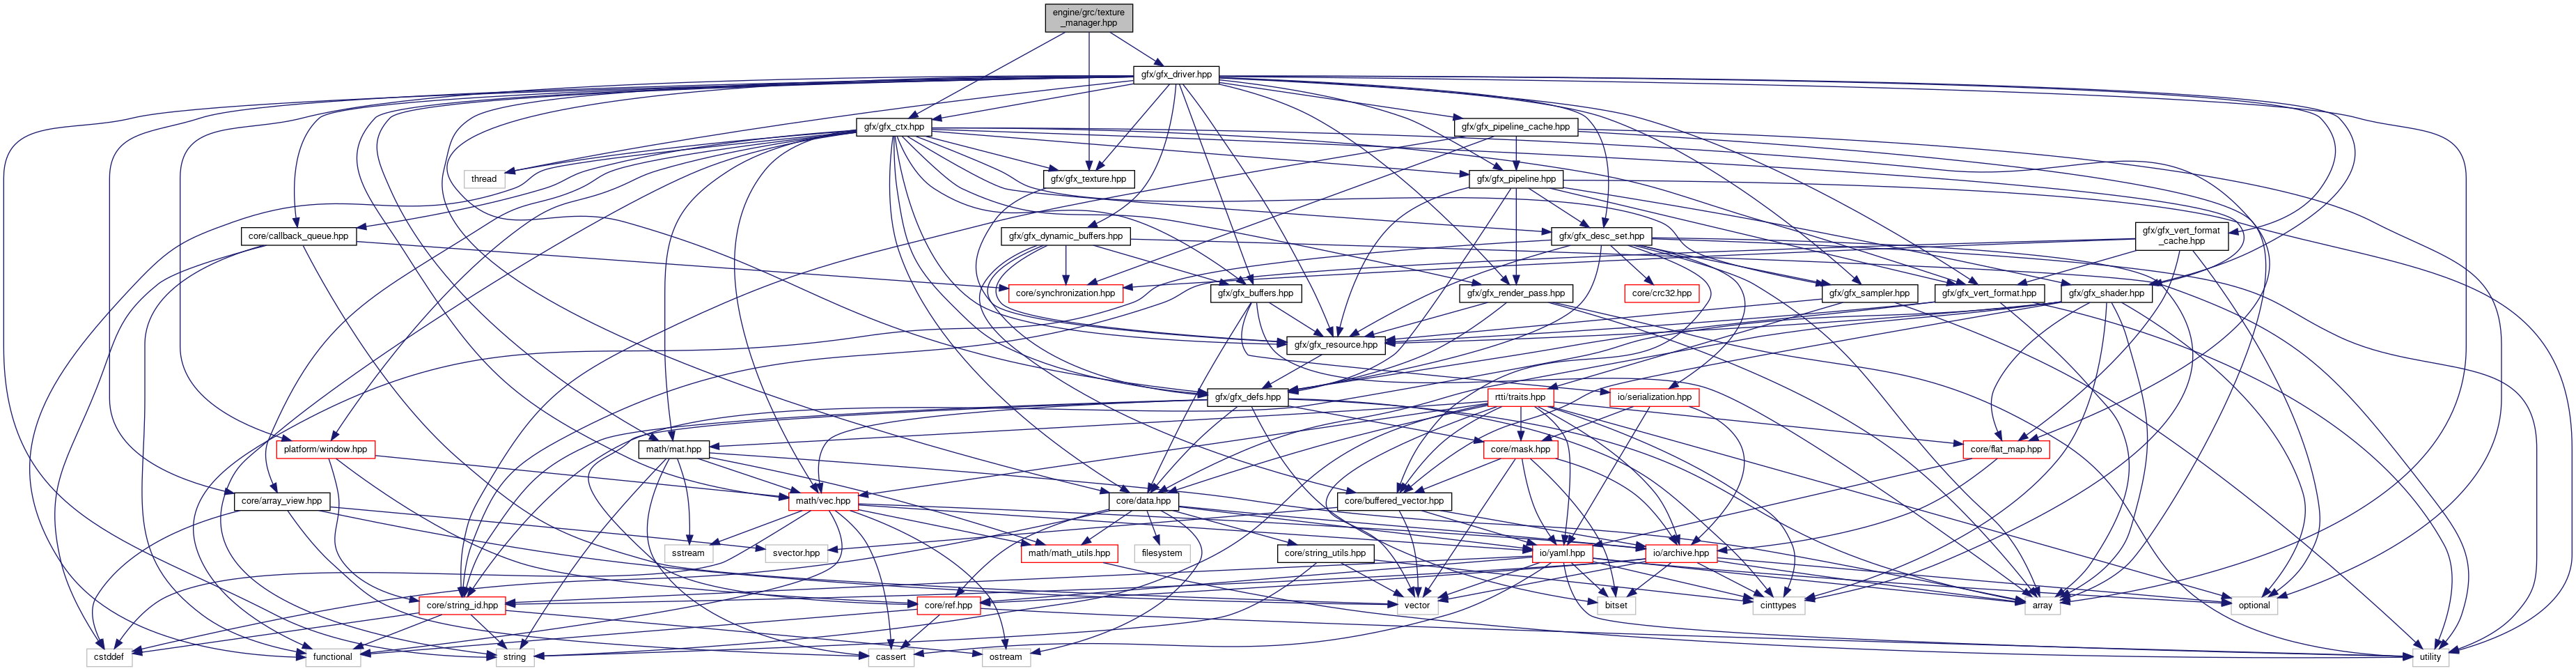 engine/grc/texture
_manager.hpp
gfx/gfx_driver.hpp
gfx/gfx_ctx.hpp
gfx/gfx_pipeline_cache.hpp
thread
gfx/gfx_texture.hpp
gfx/gfx_pipeline.hpp
core/callback_queue.hpp
gfx/gfx_dynamic_buffers.hpp
gfx/gfx_desc_set.hpp
gfx/gfx_vert_format
_cache.hpp
core/synchronization.hpp
gfx/gfx_buffers.hpp
gfx/gfx_render_pass.hpp
core/crc32.hpp
gfx/gfx_sampler.hpp
gfx/gfx_vert_format.hpp
gfx/gfx_shader.hpp
gfx/gfx_resource.hpp
gfx/gfx_defs.hpp
rtti/traits.hpp
io/serialization.hpp
platform/window.hpp
math/mat.hpp
core/mask.hpp
core/flat_map.hpp
core/array_view.hpp
math/vec.hpp
core/data.hpp
core/buffered_vector.hpp
sstream
svector.hpp
math/math_utils.hpp
filesystem
core/string_utils.hpp
io/yaml.hpp
io/archive.hpp
core/string_id.hpp
core/ref.hpp
vector
bitset
cinttypes
array
optional
cstddef
functional
string
cassert
ostream
utility